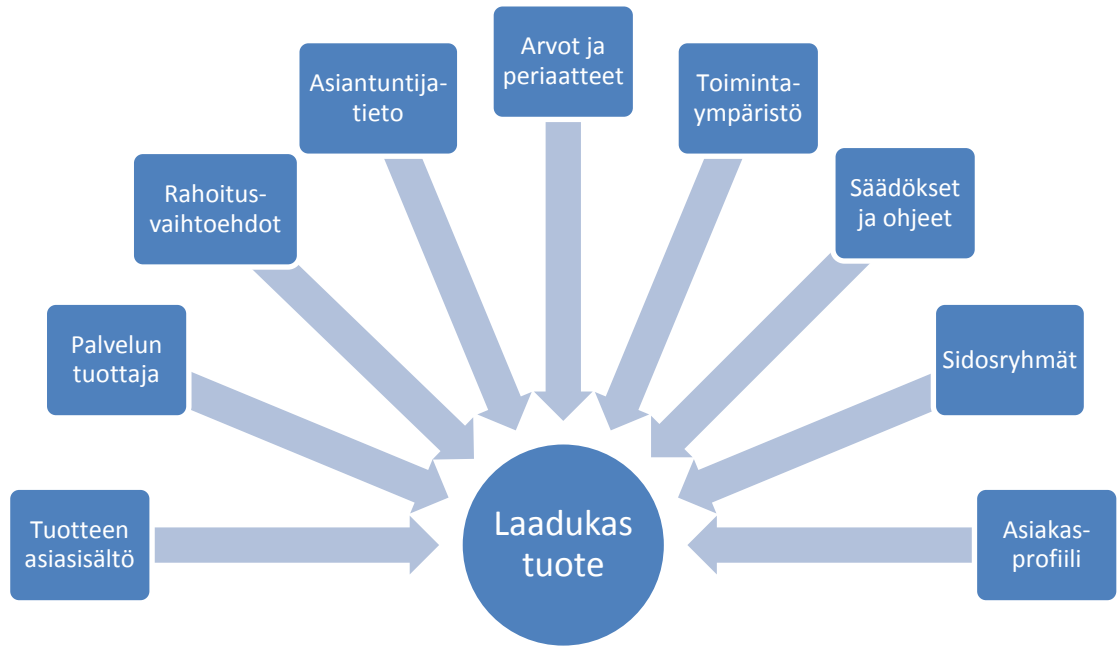 Arvot ja
periaatteet
Asiantuntija-
tieto
Toiminta-
ympäristö
Rahoitus-
vaihtoehdot
Säädökset
ja ohjeet
Palvelun
tuottaja
Sidosryhmät
Tuotteen
asiasisältö
Laadukas
tuote
Asiakas-
profiili